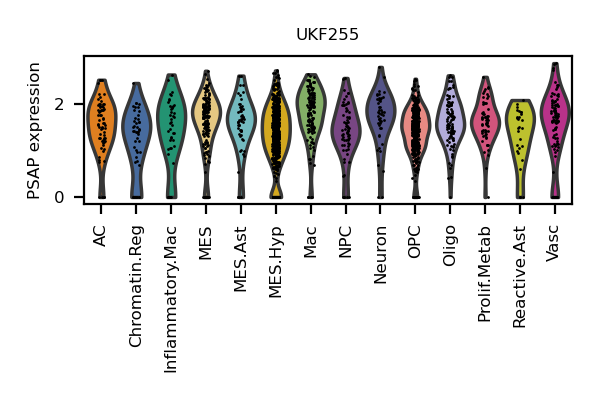 UKF255
PSAP expression
2
0
AC
Chromatin.Reg
Inflammatory.Mac
MES
MES.Ast
MES.Hyp
Mac
NPC
Neuron
OPC
Oligo
Prolif.Metab
Reactive.Ast
Vasc